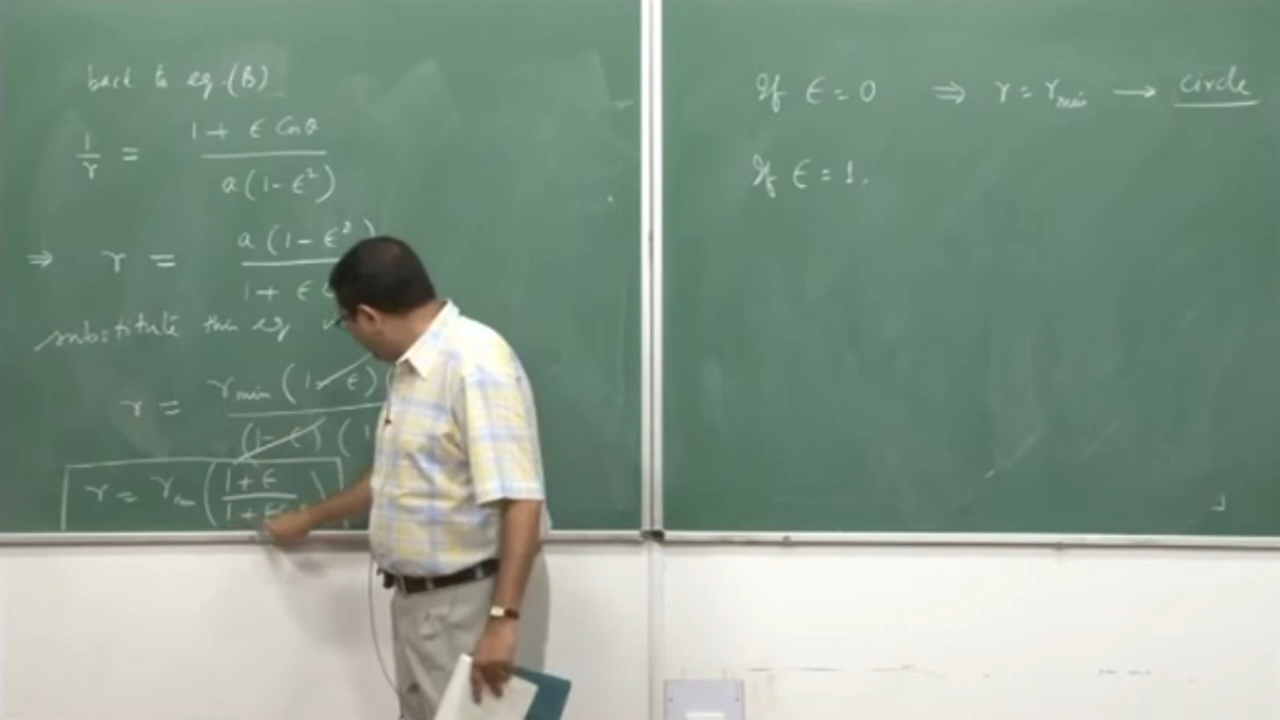 back to eq.(B)
1/r = (1 + ε Cosθ) / (a(1-ε²))
⇒ r = a(1-ε²) / (1 + ε
substitute this eq
r = r_min (1-ε)( / (1-ε)(1
r = r_min ((1+ε) / (1+ε
If ε = 0 ⇒ r = r_min → circle
If ε = 1.